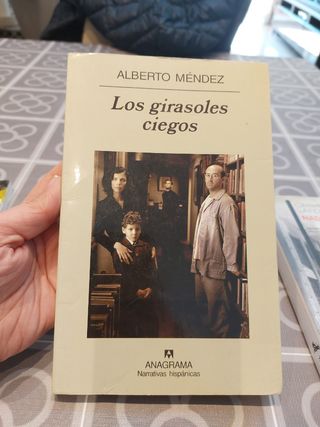 ALBERTO MÉNDEZ
Los girasoles
ciegos
ANAGRAMA
Narrativas hispánicas